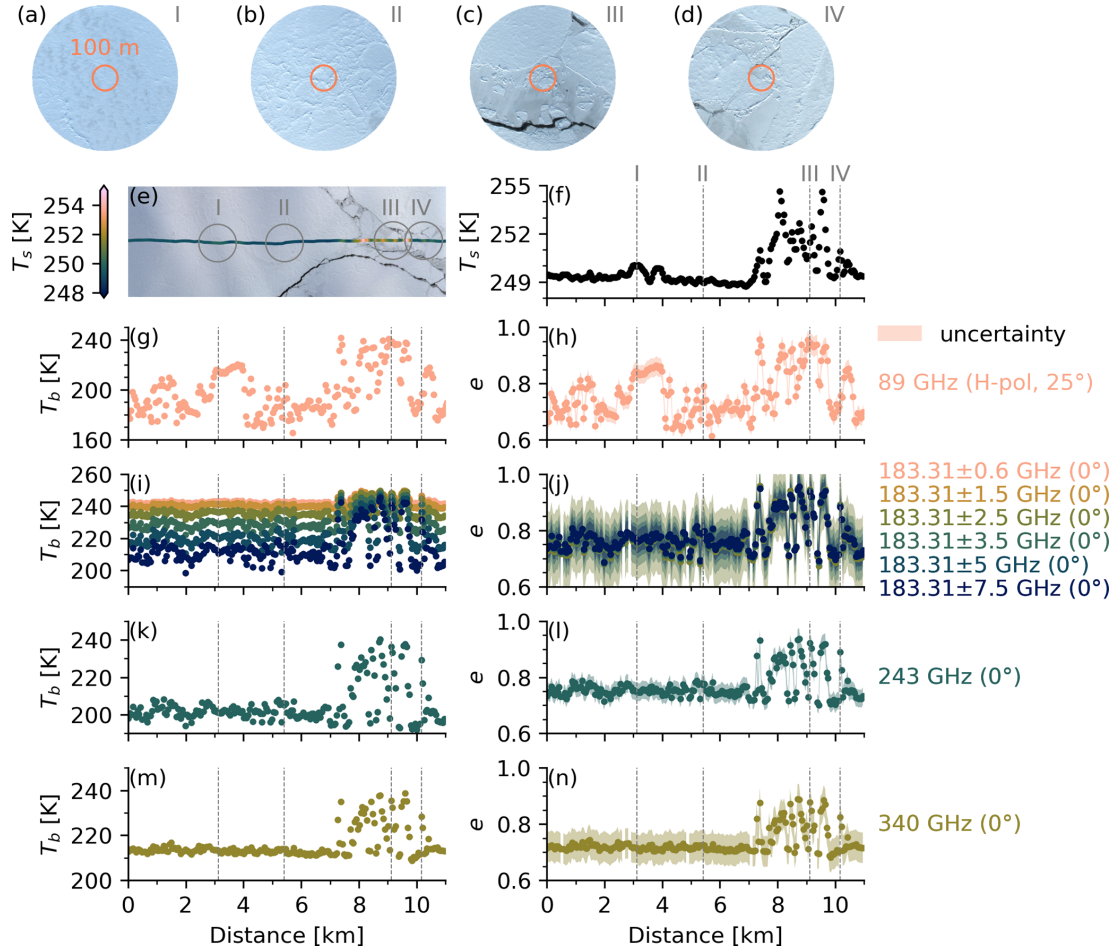 (a) I (b) II (c) III (d) IV
100 m
I II III IV
T_s [K] 254 252 250 248 (e) I II III IV
T_s [K] 255 252 249 (f)
T_b [K] 240 200 160 (g)
e 1.0 0.8 0.6 (h)
uncertainty
89 GHz (H-pol, 25°)
T_b [K] 260 240 220 200 (i)
e 1.0 0.8 0.6 (j)
183.31±0.6 GHz (0°)
183.31±1.5 GHz (0°)
183.31±2.5 GHz (0°)
183.31±3.5 GHz (0°)
183.31±5 GHz (0°)
183.31±7.5 GHz (0°)
T_b [K] 240 220 200 (k)
e 1.0 0.8 0.6 (l)
243 GHz (0°)
T_b [K] 240 220 200 (m)
e 1.0 0.8 0.6 (n)
340 GHz (0°)
0 2 4 6 8 10
Distance [km]
0 2 4 6 8 10
Distance [km]